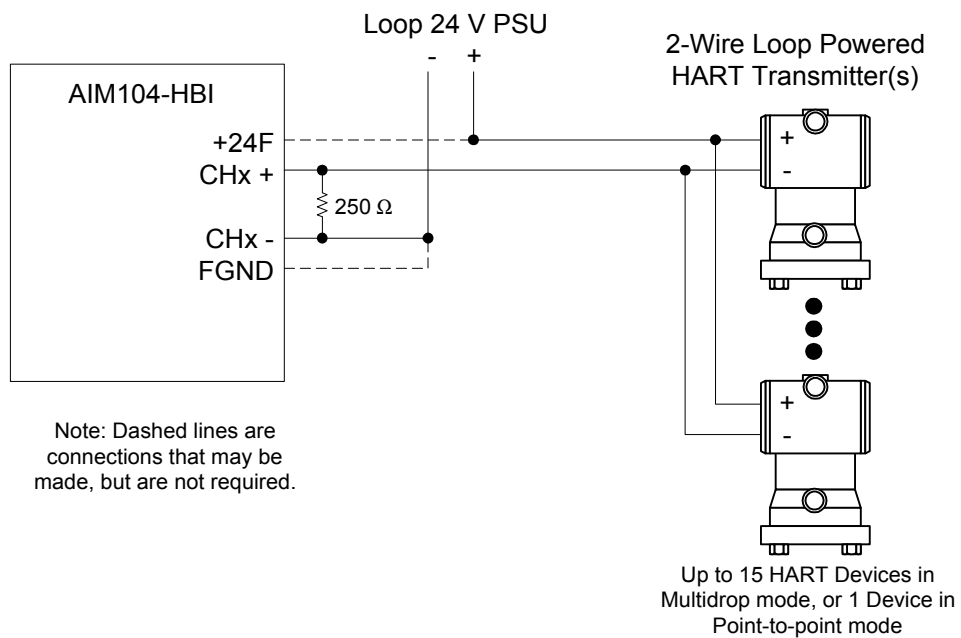 Loop 24 V PSU
- +
2-Wire Loop Powered
HART Transmitter(s)
AIM104-HBI
+24F
CHx +
250 Ω
CHx -
FGND
+
-
+
-
Note: Dashed lines are
connections that may be
made, but are not required.
Up to 15 HART Devices in
Multidrop mode, or 1 Device in
Point-to-point mode